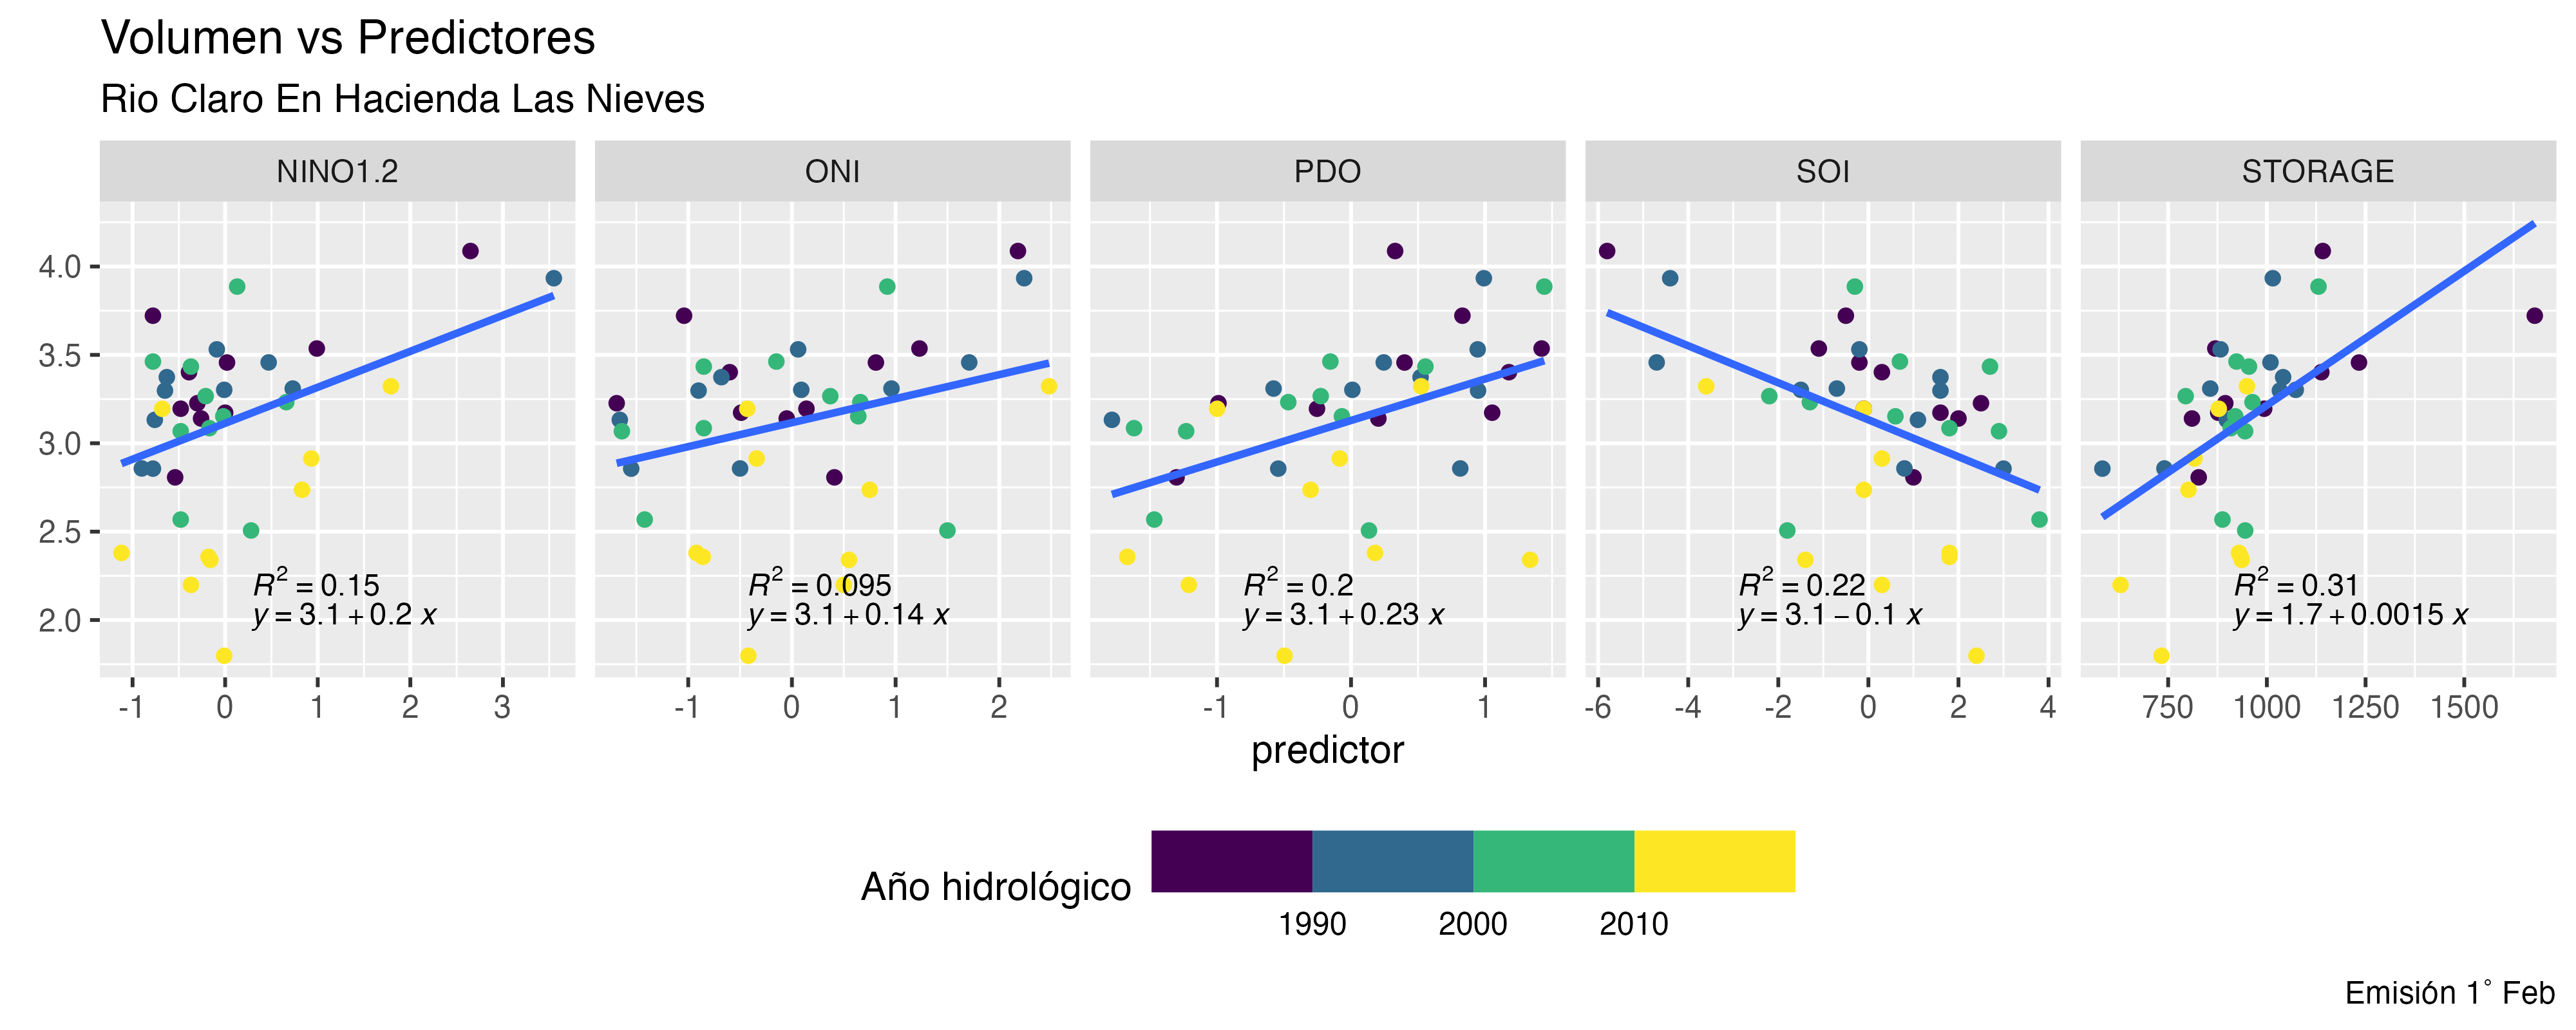 Volumen vs Predictores
Rio Claro En Hacienda Las Nieves
NINO1.2 ONI PDO SOI STORAGE
4.0
3.5
3.0
2.5
2.0
R² = 0.15 R² = 0.095 R² = 0.2 R² = 0.22 R² = 0.31
y = 3.1 + 0.2 x y = 3.1 + 0.14 x y = 3.1 + 0.23 x y = 3.1 − 0.1 x y = 1.7 + 0.0015 x
-1 0 1 2 3 -1 0 1 2 -1 0 1 -6 -4 -2 0 2 4 750 1000 1250 1500
predictor
Año hidrológico
1990 2000 2010
Emisión 1° Feb